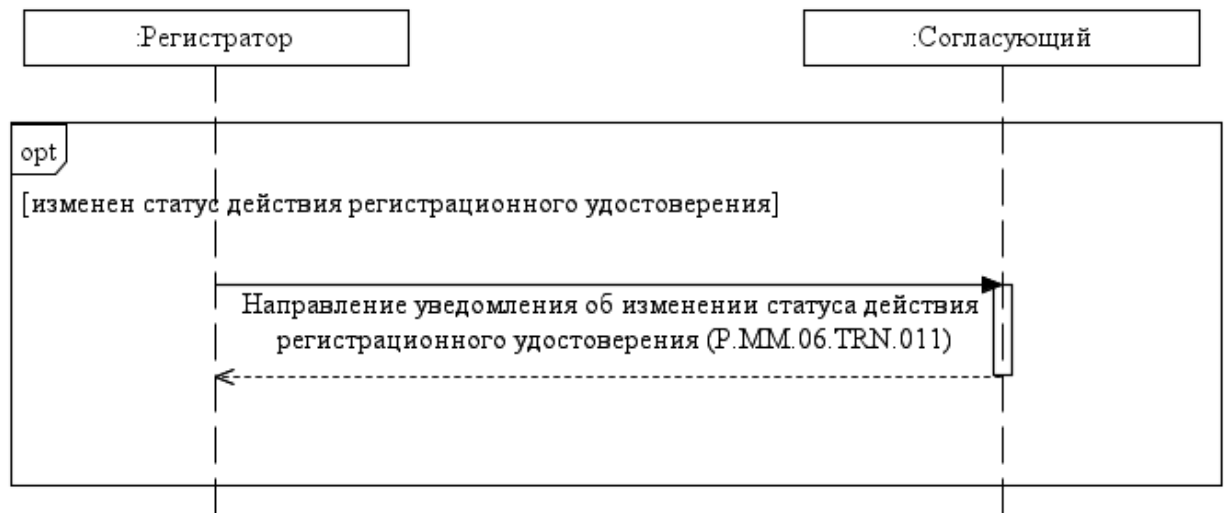 :Регистратор
:Согласующий
opt
[изменен статус действия регистрационного удостоверения]
Направление уведомления об изменении статуса действия
регистрационного удостоверения (P.MM.06.TRN.011)